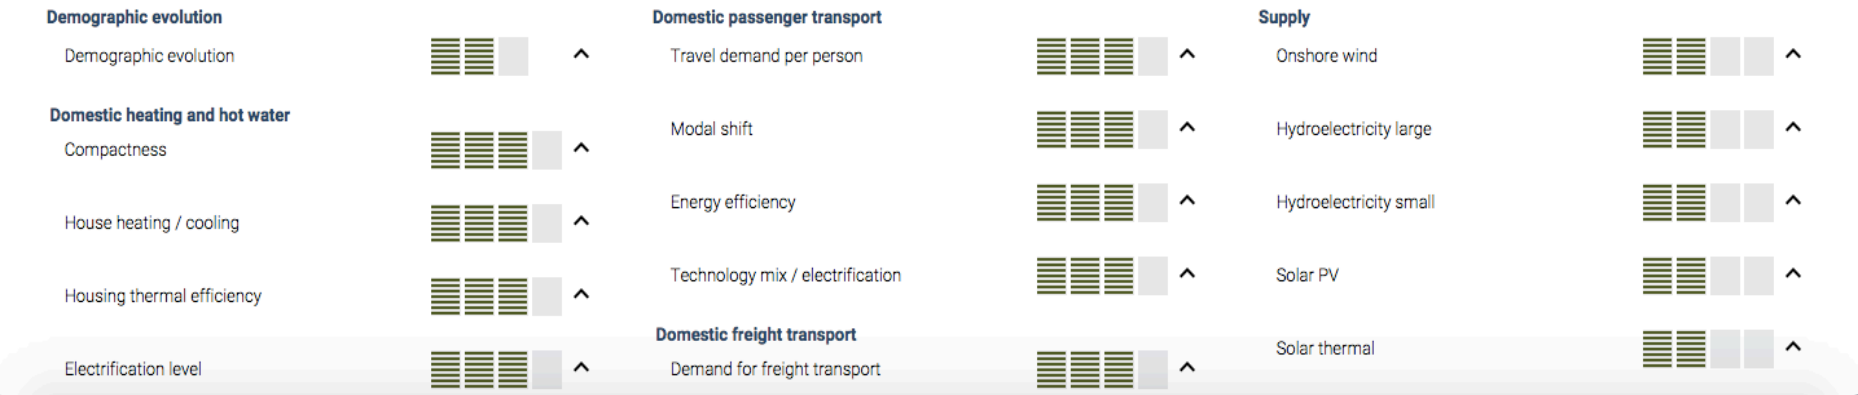 Demographic evolution
Demographic evolution
Domestic heating and hot water
Compactness
House heating / cooling
Housing thermal efficiency
Electrification level
Domestic passenger transport
Travel demand per person
Modal shift
Energy efficiency
Technology mix / electrification
Domestic freight transport
Demand for freight transport
Supply
Onshore wind
Hydroelectricity large
Hydroelectricity small
Solar PV
Solar thermal